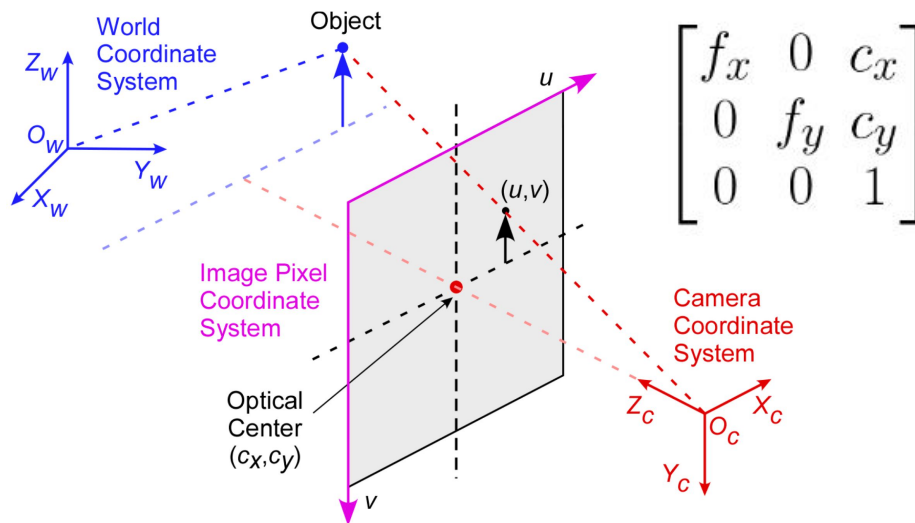 World
Coordinate
System
Z_W
O_W
Y_W
X_W
Object
u
(u,v)
Image Pixel
Coordinate
System
Optical
Center
(c_x,c_y)
v
Camera
Coordinate
System
Z_C
X_C
O_C
Y_C
f_x 0 c_x
0 f_y c_y
0 0 1